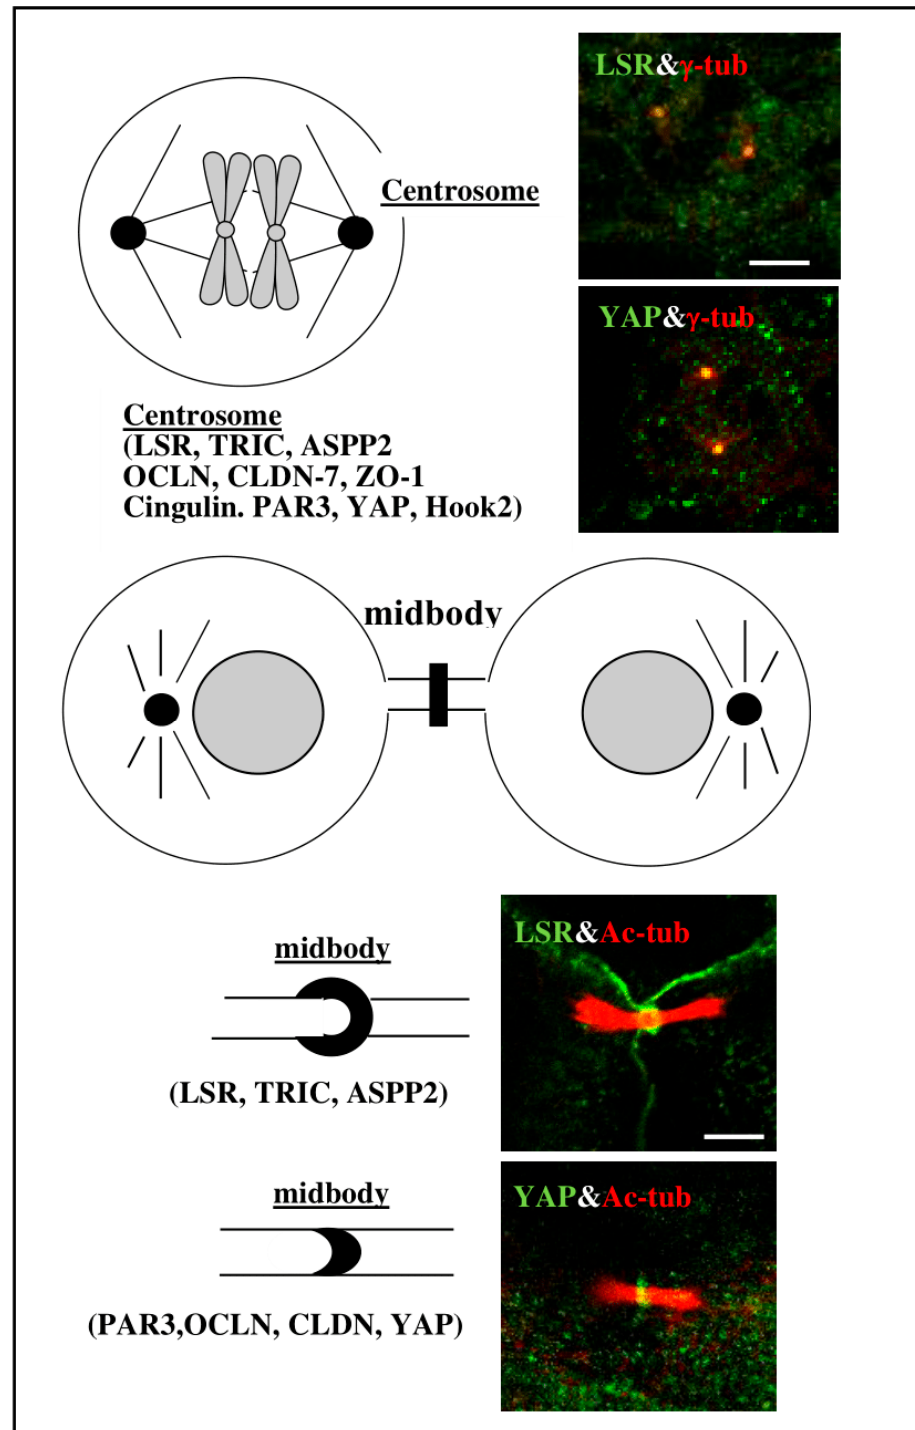 LSR&γ-tub
Centrosome
YAP&γ-tub
Centrosome
(LSR, TRIC, ASPP2
OCLN, CLDN-7, ZO-1
Cingulin. PAR3, YAP, Hook2)
midbody
LSR&Ac-tub
midbody
(LSR, TRIC, ASPP2)
YAP&Ac-tub
midbody
(PAR3,OCLN, CLDN, YAP)